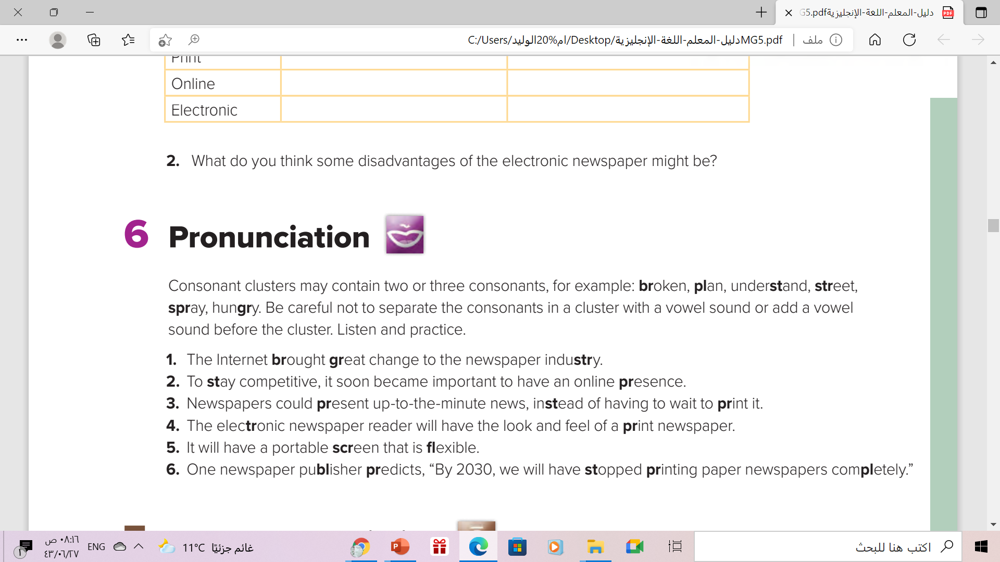 دليل-المعلم-اللغة-الإنجليزيةG5.pdf
C:/Users/ام%20الوليد/Desktop/دليل-المعلم-اللغة-الإنجليزيةMG5.pdf
ملف
Print
Online
Electronic
2. What do you think some disadvantages of the electronic newspaper might be?
6 Pronunciation
Consonant clusters may contain two or three consonants, for example: broken, plan, understand, street,
spray, hungry. Be careful not to separate the consonants in a cluster with a vowel sound or add a vowel
sound before the cluster. Listen and practice.
1. The Internet brought great change to the newspaper industry.
2. To stay competitive, it soon became important to have an online presence.
3. Newspapers could present up-to-the-minute news, instead of having to wait to print it.
4. The electronic newspaper reader will have the look and feel of a print newspaper.
5. It will have a portable screen that is flexible.
6. One newspaper publisher predicts, “By 2030, we will have stopped printing paper newspapers completely.”
٠٨:١٦ ص
٤٣/٠٦/٢٧
ENG
11°C غائم جزئيًا
اكتب هنا للبحث